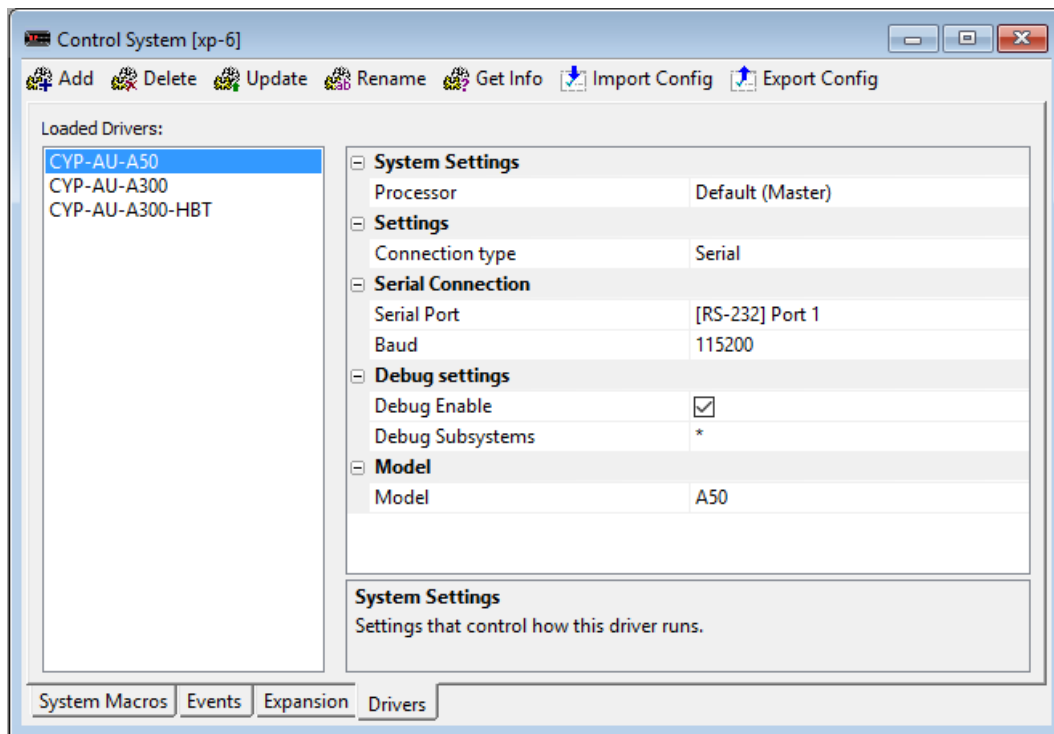 Control System [xp-6]
Add Delete Update Rename Get Info Import Config Export Config
Loaded Drivers:
CYP-AU-A50
CYP-AU-A300
CYP-AU-A300-HBT
System Settings
Processor Default (Master)
Settings
Connection type Serial
Serial Connection
Serial Port [RS-232] Port 1
Baud 115200
Debug settings
Debug Enable
Debug Subsystems *
Model
Model A50
System Settings
Settings that control how this driver runs.
System Macros Events Expansion Drivers